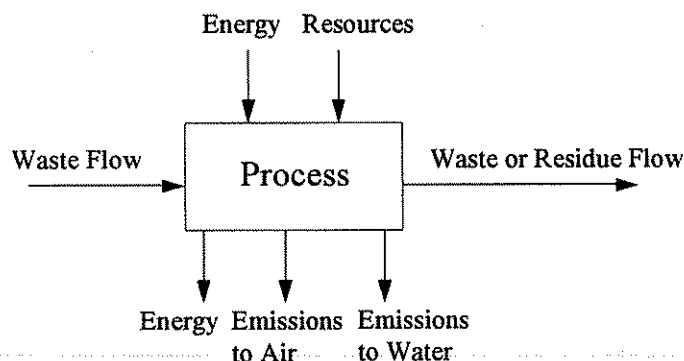 Energy Resources
Waste Flow
Process
Waste or Residue Flow
Energy
Emissions
to Air
Emissions
to Water